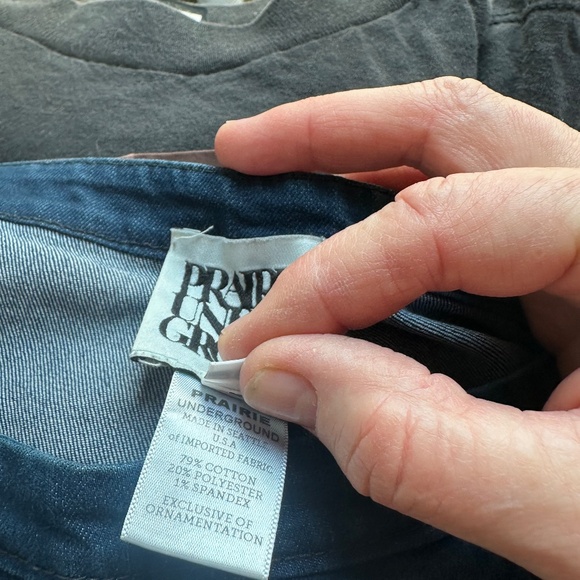 PRAIRIE
UNDERGROUND
MADE IN SEATTLE
U.S.A
of IMPORTED FABRIC
79% COTTON
20% POLYESTER
1% SPANDEX
EXCLUSIVE OF
ORNAMENTATION